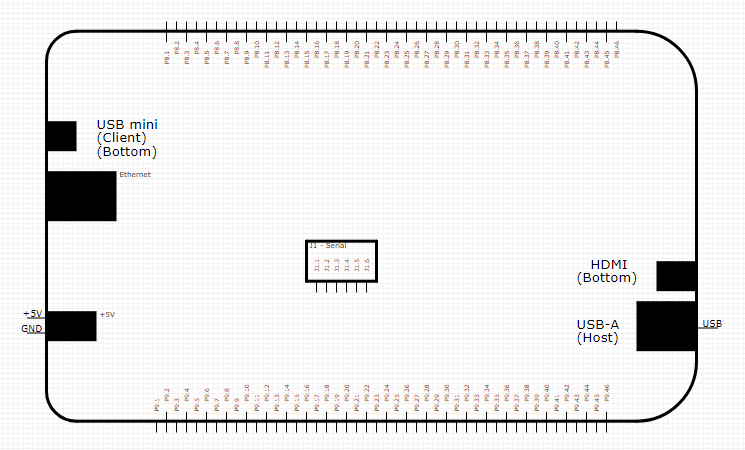 P8.1 P8.2 P8.3 P8.4 P8.5 P8.6 P8.7 P8.8 P8.9 P8.10 P8.11 P8.12 P8.13 P8.14 P8.15 P8.16 P8.17 P8.18 P8.19 P8.20 P8.21 P8.22 P8.23 P8.24 P8.25 P8.26 P8.27 P8.28 P8.29 P8.30 P8.31 P8.32 P8.33 P8.34 P8.35 P8.36 P8.37 P8.38 P8.39 P8.40 P8.41 P8.42 P8.43 P8.44 P8.45 P8.46
USB mini
(Client)
(Bottom)
Ethernet
J1 - Serial
J1.1 J1.2 J1.3 J1.4 J1.5 J1.6
HDMI
(Bottom)
+5V
GND
+5V
USB-A
(Host)
USB
P9.1 P9.2 P9.3 P9.4 P9.5 P9.6 P9.7 P9.8 P9.9 P9.10 P9.11 P9.12 P9.13 P9.14 P9.15 P9.16 P9.17 P9.18 P9.19 P9.20 P9.21 P9.22 P9.23 P9.24 P9.25 P9.26 P9.27 P9.28 P9.29 P9.30 P9.31 P9.32 P9.33 P9.34 P9.35 P9.36 P9.37 P9.38 P9.39 P9.40 P9.41 P9.42 P9.43 P9.44 P9.45 P9.46